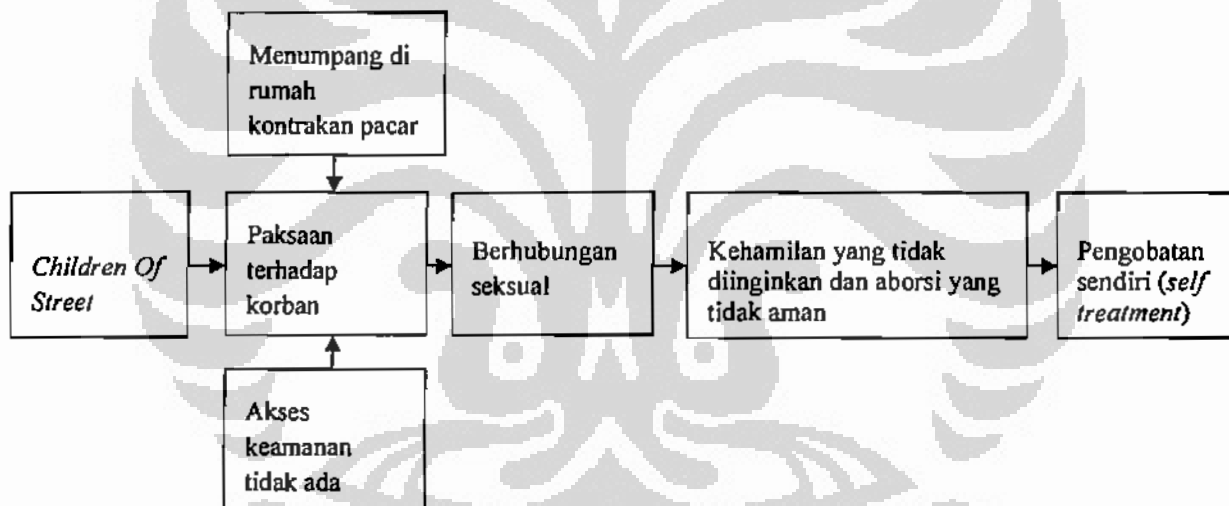 Menumpang di
rumah
kontrakan pacar
Children Of
Street
Paksaan
terhadap
korban
Berhubungan
seksual
Kehamilan yang tidak
diinginkan dan aborsi yang
tidak aman
Pengobatan
sendiri (self
treatment)
Akses
keamanan
tidak ada